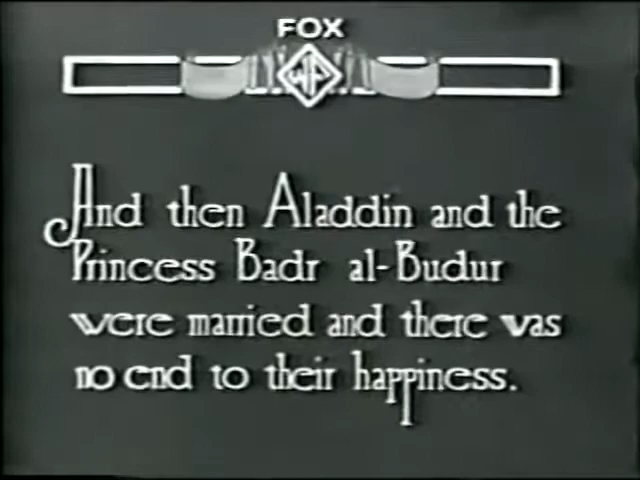 FOX
WF
And then Aladdin and the
Princess Badr al-Budur
were married and there was
no end to their happiness.